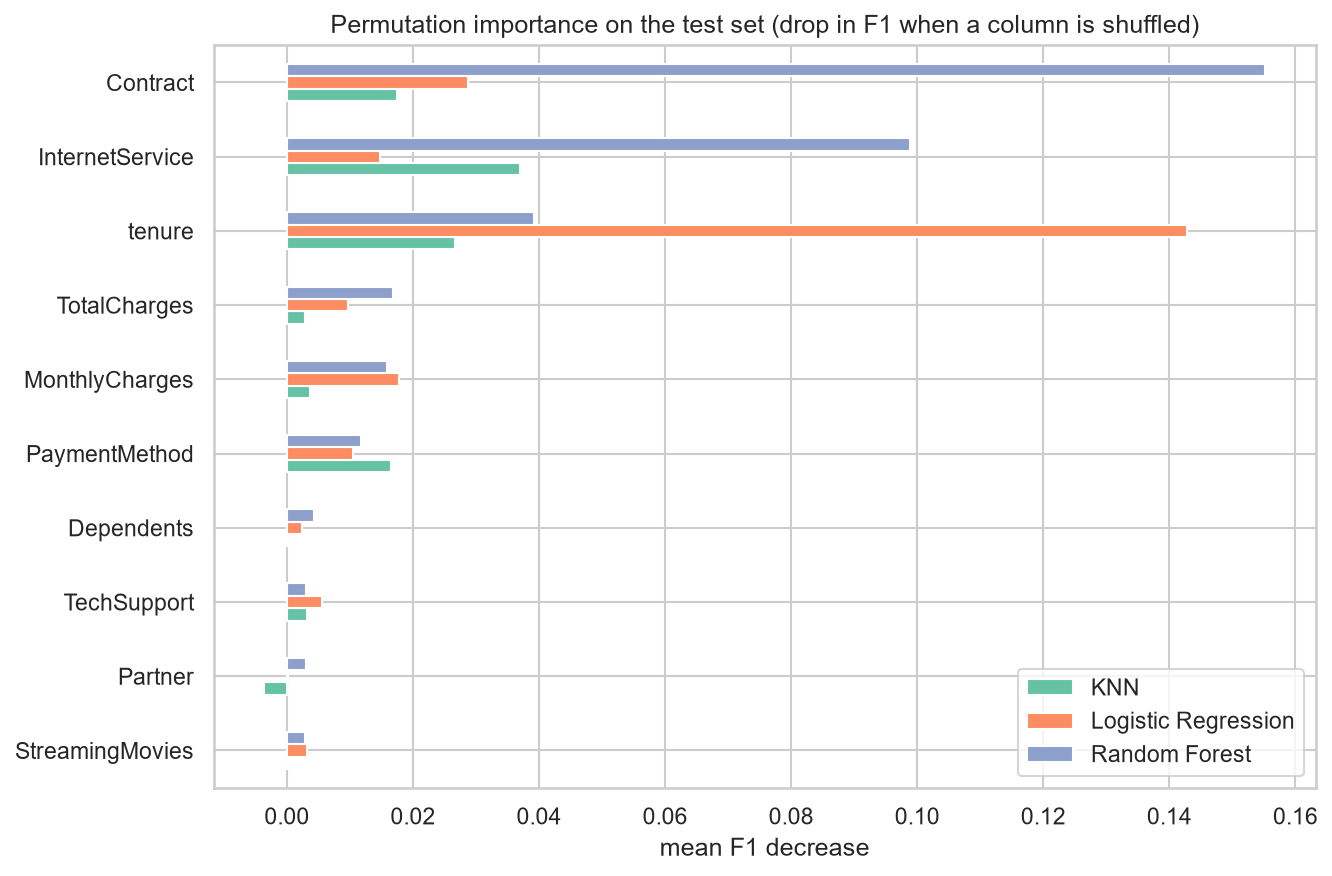 Permutation importance on the test set (drop in F1 when a column is shuffled)
Contract
InternetService
tenure
TotalCharges
MonthlyCharges
PaymentMethod
Dependents
TechSupport
Partner
StreamingMovies
KNN
Logistic Regression
Random Forest
0.00 0.02 0.04 0.06 0.08 0.10 0.12 0.14 0.16
mean F1 decrease